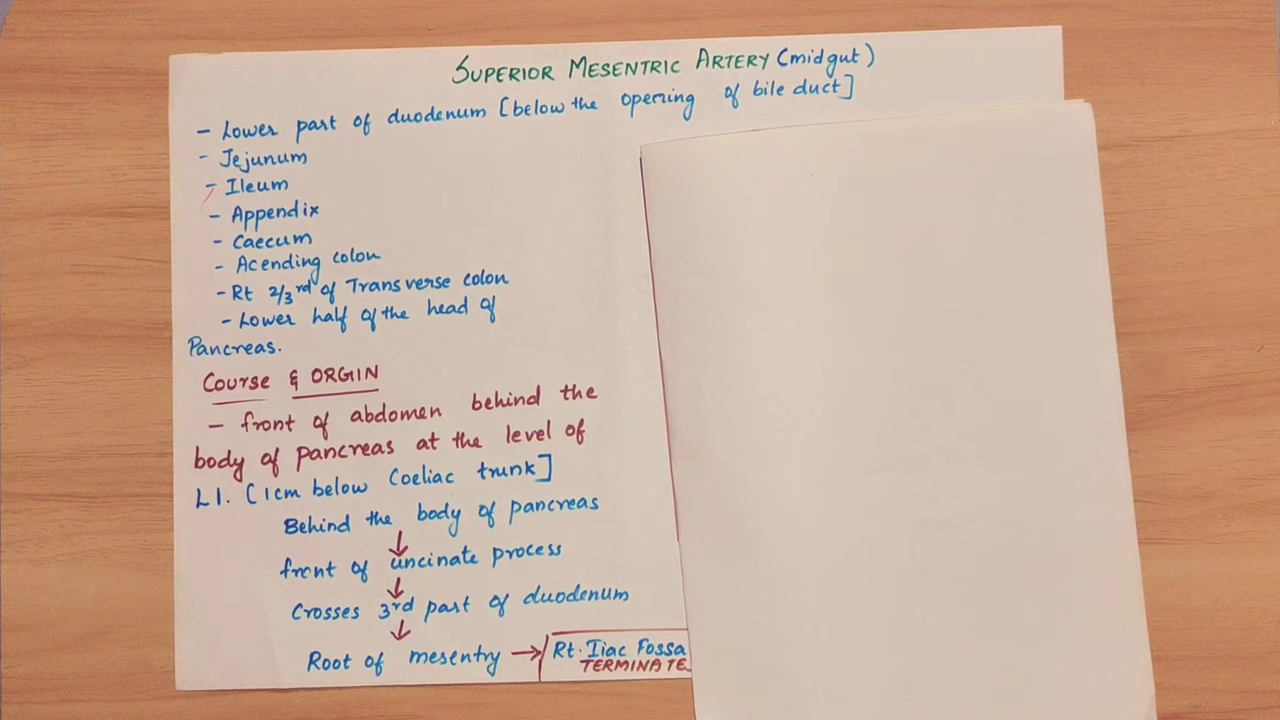 SUPERIOR MESENTRIC ARTERY (midgut)
- Lower part of duodenum [below the opening of bile duct]
- Jejunum
- Ileum
- Appendix
- Caecum
- Acending colon
- Rt 2/3rd of Transverse colon
- Lower half of the head of
Pancreas.
Course & ORGIN
- front of abdomen behind the
body of pancreas at the level of
L1. [1cm below Coeliac trunk]
Behind the body of pancreas
↓
front of uncinate process
↓
Crosses 3rd part of duodenum
↓
Root of mesentry → Rt. Iiac Fossa
TERMINATE